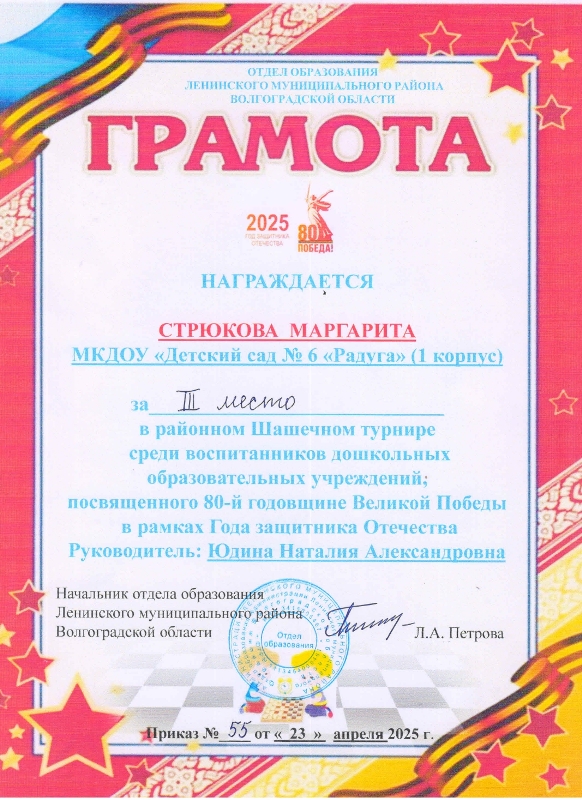 ОТДЕЛ ОБРАЗОВАНИЯ
ЛЕНИНСКОГО МУНИЦИПАЛЬНОГО РАЙОНА
ВОЛГОГРАДСКОЙ ОБЛАСТИ
ГРАМОТА
2025
ГОД ЗАЩИТНИКА
ОТЕЧЕСТВА
80
ПОБЕДА!
НАГРАЖДАЕТСЯ
СТРЮКОВА МАРГАРИТА
МКДОУ «Детский сад № 6 «Радуга» (1 корпус)
за III место
в районном Шашечном турнире
среди воспитанников дошкольных
образовательных учреждений,
посвященного 80-й годовщине Великой Победы
в рамках Года защитника Отечества
Руководитель: Юдина Наталия Александровна
Начальник отдела образования
Ленинского муниципального района
Волгоградской области
Л.А. Петрова
Отдел
образования
Приказ № 55 от « 23 » апреля 2025 г.